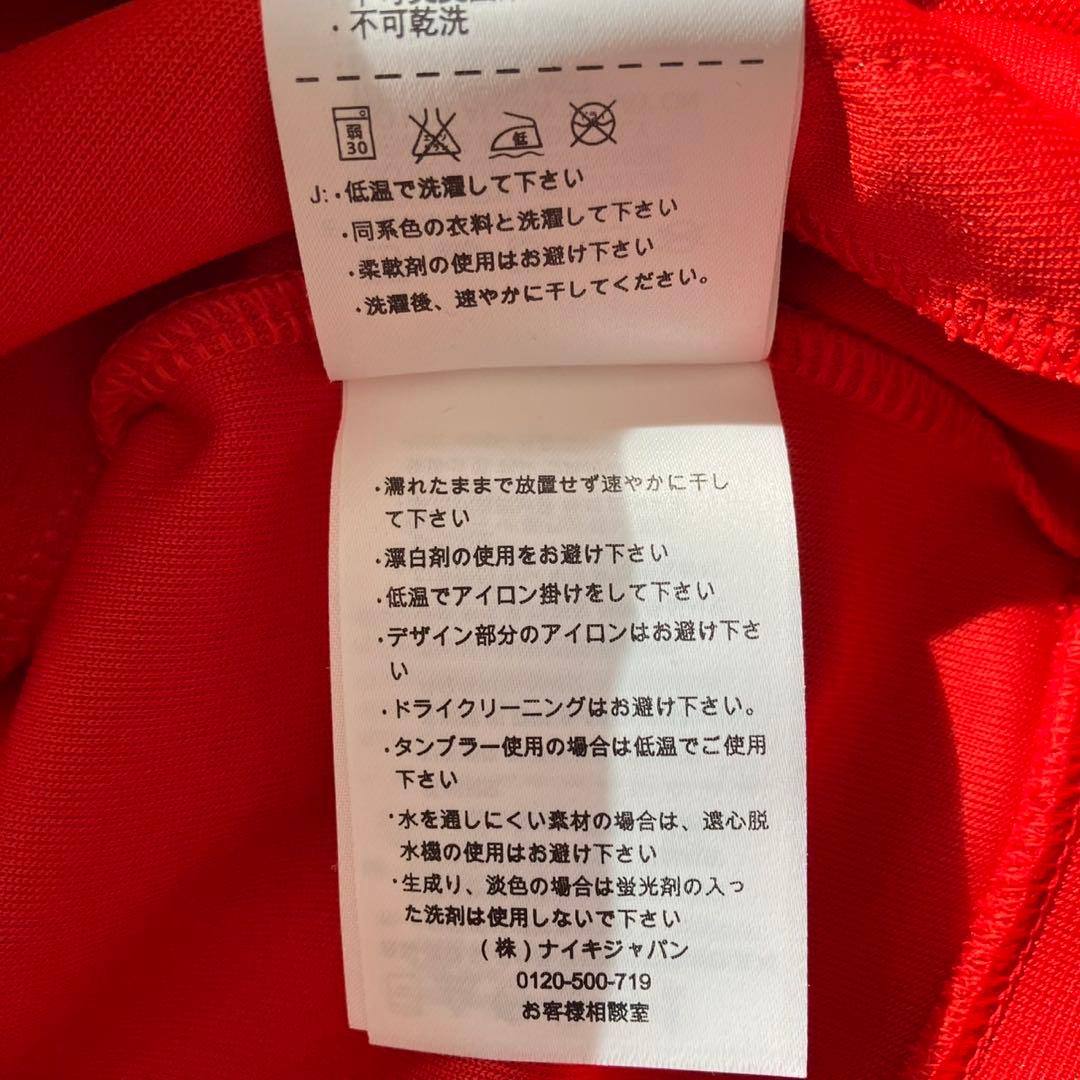 ・不可乾洗
弱
30
低
J:・低温で洗濯して下さい
・同系色の衣料と洗濯して下さい
・柔軟剤の使用はお避け下さい
・洗濯後、速やかに干してください。
・濡れたままで放置せず速やかに干し
て下さい
・漂白剤の使用をお避け下さい
・低温でアイロン掛けをして下さい
・デザイン部分のアイロンはお避け下さ
い
・ドライクリーニングはお避け下さい。
・タンブラー使用の場合は低温でご使用
下さい
・水を通しにくい素材の場合は、遠心脱
水機の使用はお避け下さい
・生成り、淡色の場合は蛍光剤の入っ
た洗剤は使用しないで下さい
(株)ナイキジャパン
0120-500-719
お客様相談室